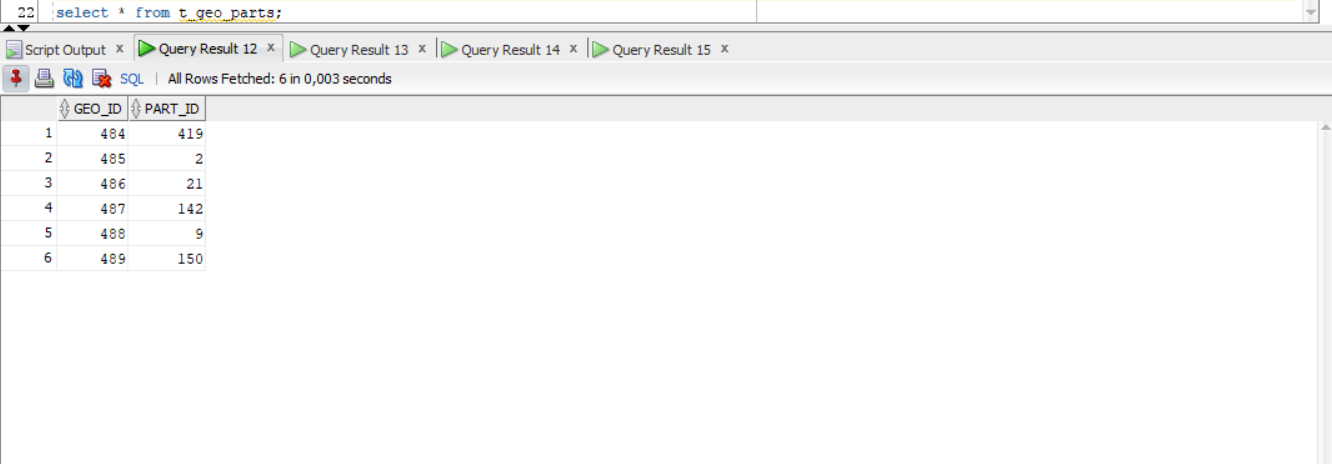 22 select * from t_geo_parts;
Script Output x Query Result 12 x Query Result 13 x Query Result 14 x Query Result 15 x
SQL | All Rows Fetched: 6 in 0,003 seconds
GEO_ID PART_ID
1 484 419
2 485 2
3 486 21
4 487 142
5 488 9
6 489 150